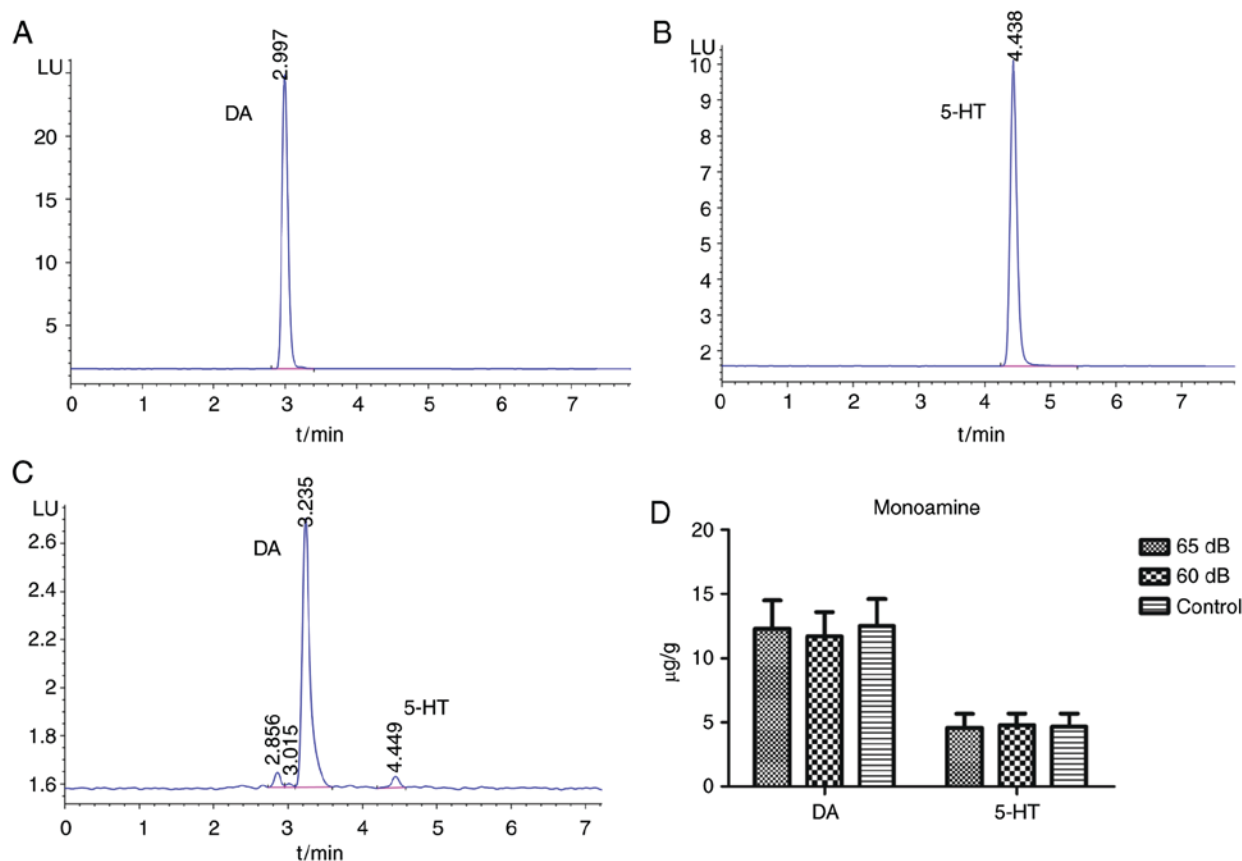 A
LU
2.997
DA
20
15
10
5
0 1 2 3 4 5 6 7
t/min
B
LU
4.438
5-HT
10
9
8
7
6
5
4
3
2
0 1 2 3 4 5 6 7
t/min
C
LU
3.235
DA
2.6
2.4
2.2
2
1.8
1.6
2.856
3.015
5-HT
4.449
0 1 2 3 4 5 6 7
t/min
D
Monoamine
20
15
10
5
0
µg/g
DA 5-HT
65 dB
60 dB
Control